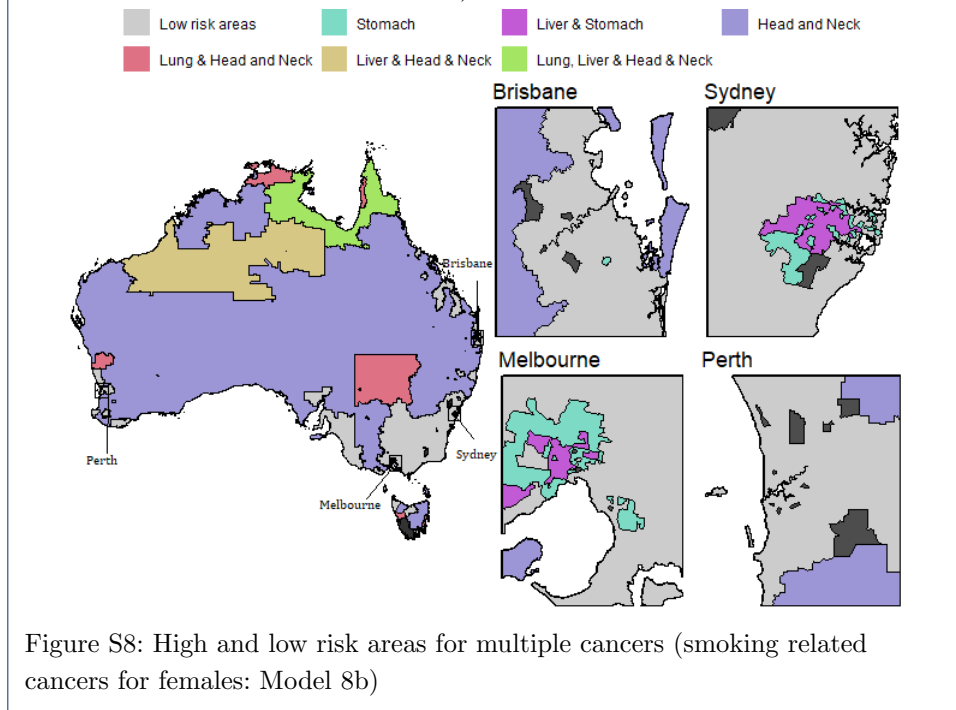 Low risk areas Stomach Liver & Stomach Head and Neck
Lung & Head and Neck Liver & Head & Neck Lung, Liver & Head & Neck
Brisbane Sydney
Brisbane
Melbourne Perth
Perth
Sydney
Melbourne
Figure S8: High and low risk areas for multiple cancers (smoking related
cancers for females: Model 8b)